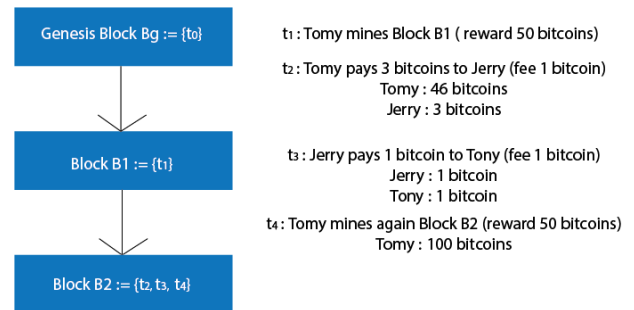 Genesis Block Bg := {t₀}
t₁ : Tomy mines Block B1 ( reward 50 bitcoins)
t₂ : Tomy pays 3 bitcoins to Jerry (fee 1 bitcoin)
Tomy : 46 bitcoins
Jerry : 3 bitcoins
Block B1 := {t₁}
t₃ : Jerry pays 1 bitcoin to Tony (fee 1 bitcoin)
Jerry : 1 bitcoin
Tony : 1 bitcoin
t₄ : Tomy mines again Block B2 (reward 50 bitcoins)
Tomy : 100 bitcoins
Block B2 := {t₂, t₃, t₄}